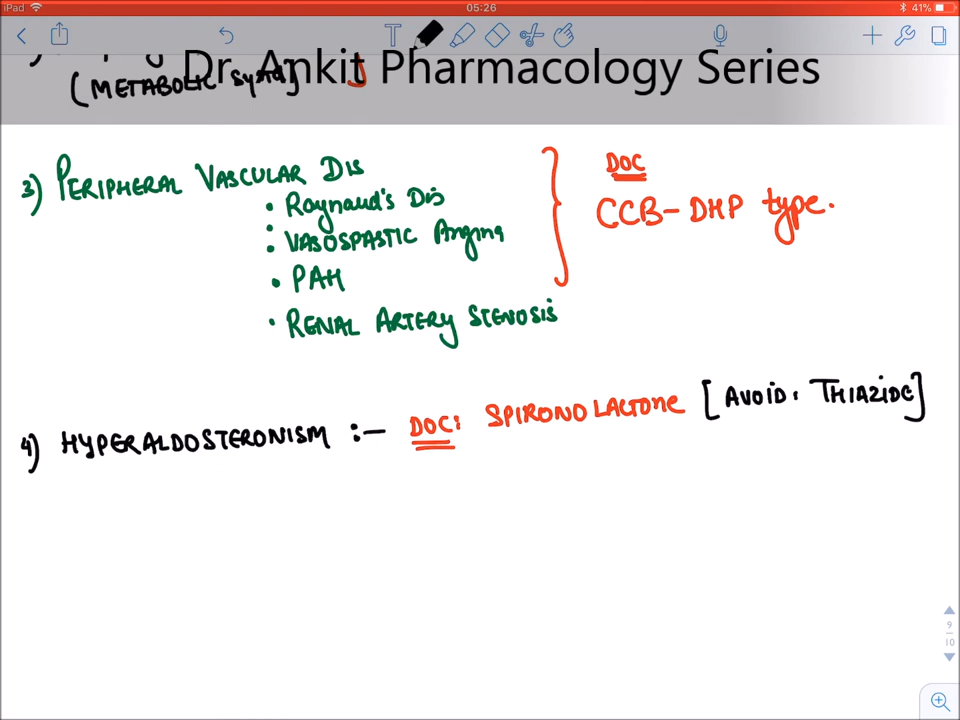 iPad 05:26 41%
Dr. Ankit Pharmacology Series
(METABOLIC
3) PERIPHERAL VASCULAR DIS
• Raynaud's Dis
• VASOSPASTIC Angina
• PAH
• RENAL ARTERY STENOSIS
DOC
CCB-DHP type.
4) HYPERALDOSTERONISM :- DOC: SPIRONOLACTONE [AVOID: THIAZIDE]
9
10